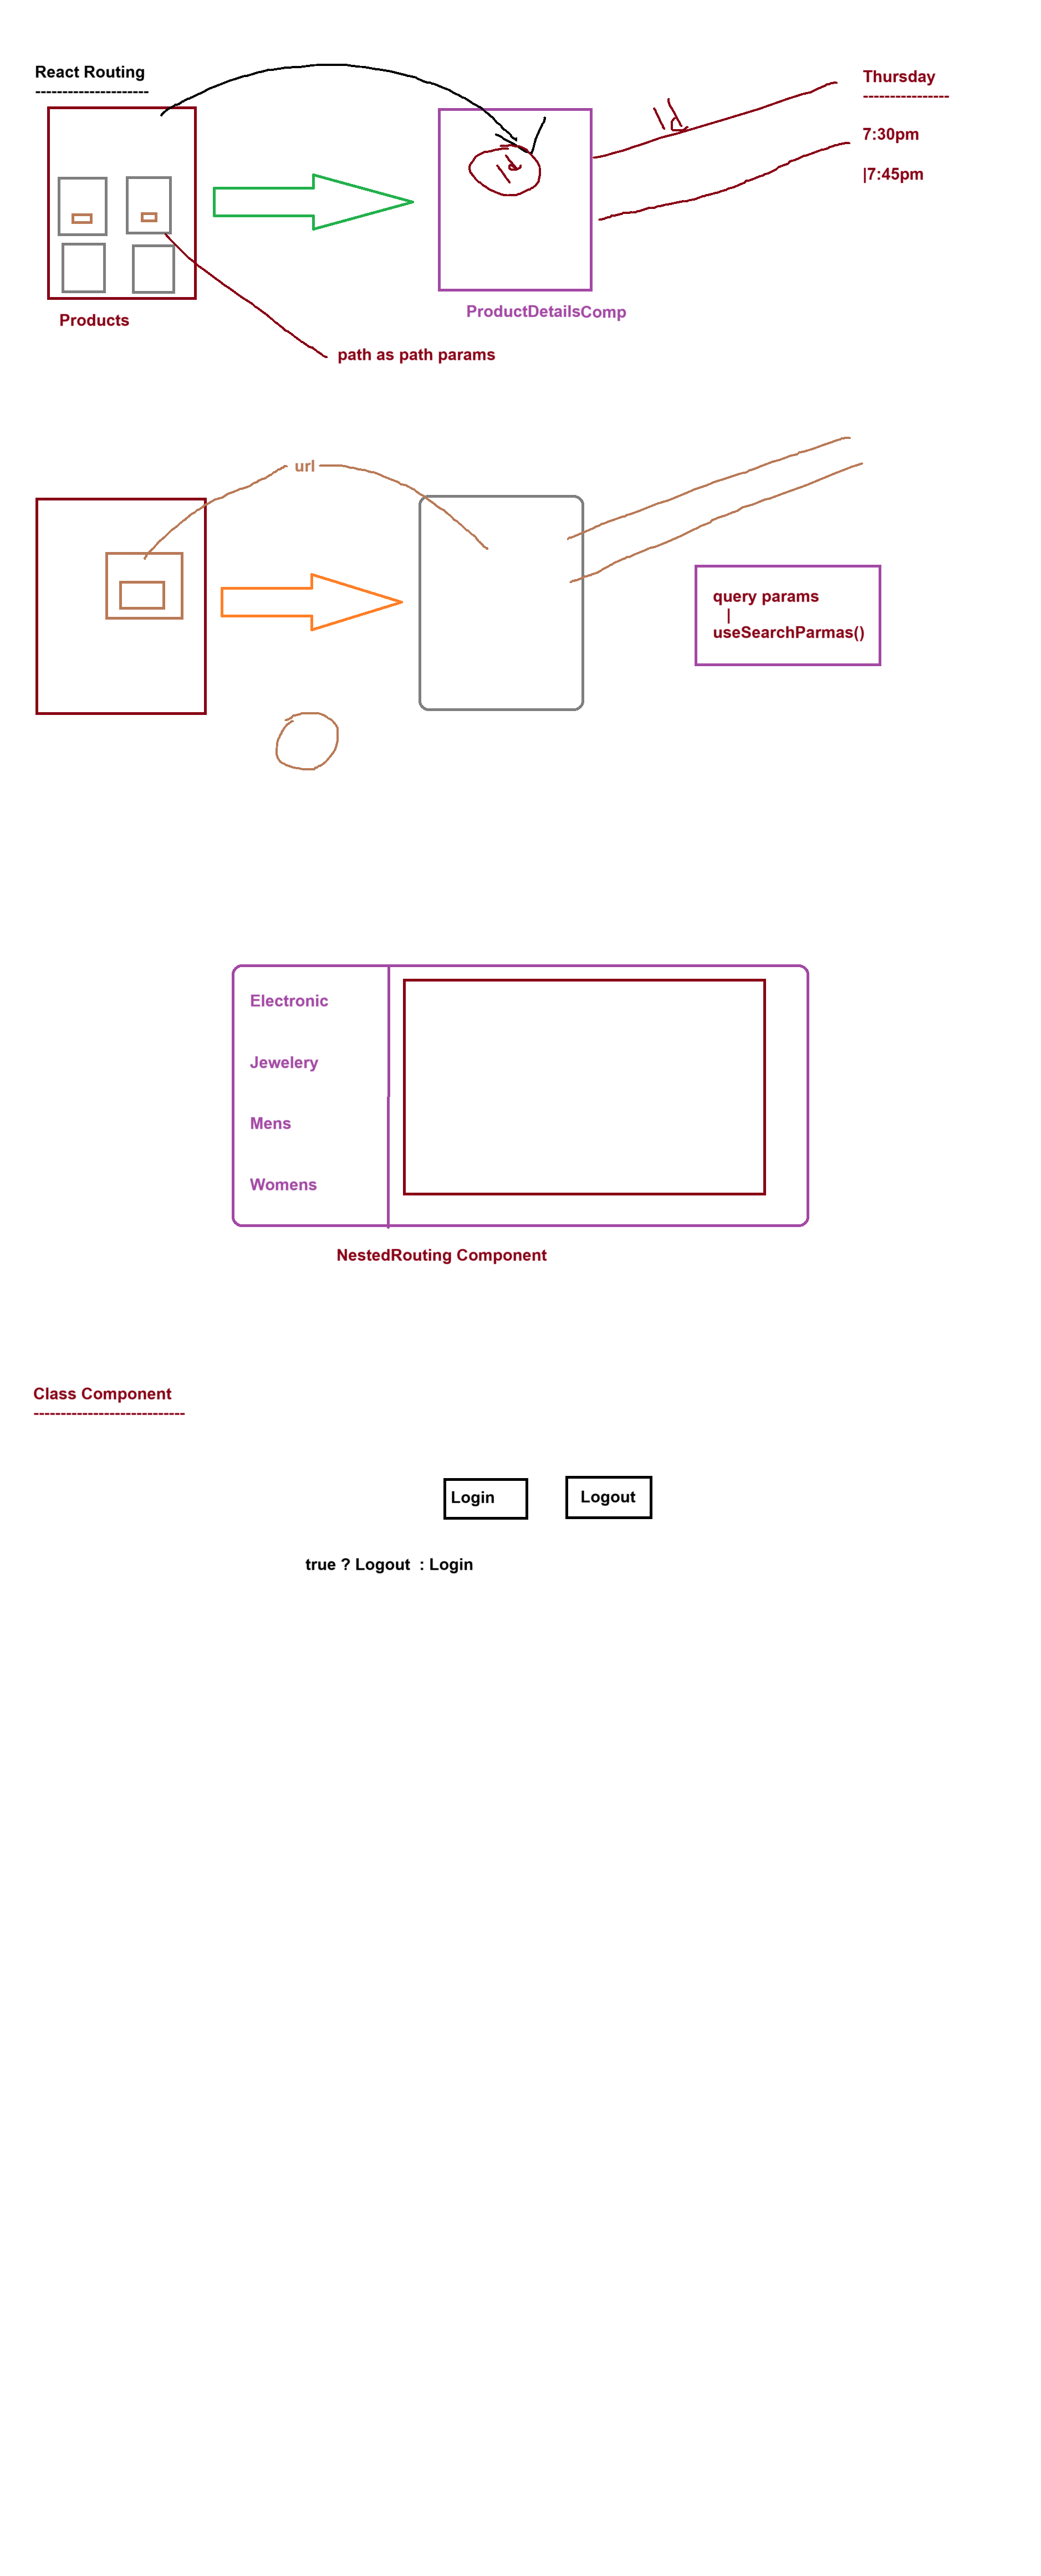 React Routing
---------------------
Thursday
----------------
7:30pm
|7:45pm
Id
Id
Products
ProductDetailsComp
path as path params
url
query params
|
useSearchParmas()
Electronic
Jewelery
Mens
Womens
NestedRouting Component
Class Component
----------------------------
Login
Logout
true ? Logout : Login